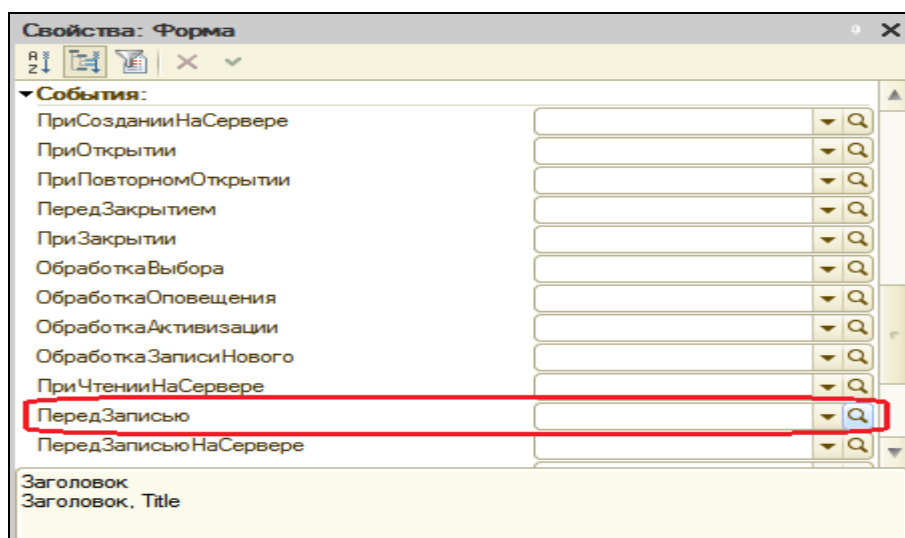 Свойства: Форма
События:
ПриСозданииНаСервере
ПриОткрытии
ПриПовторномОткрытии
ПередЗакрытием
ПриЗакрытии
ОбработкаВыбора
ОбработкаОповещения
ОбработкаАктивизации
ОбработкаЗаписиНового
ПриЧтенииНаСервере
ПередЗаписью
ПередЗаписьюНаСервере
Заголовок
Заголовок, Title